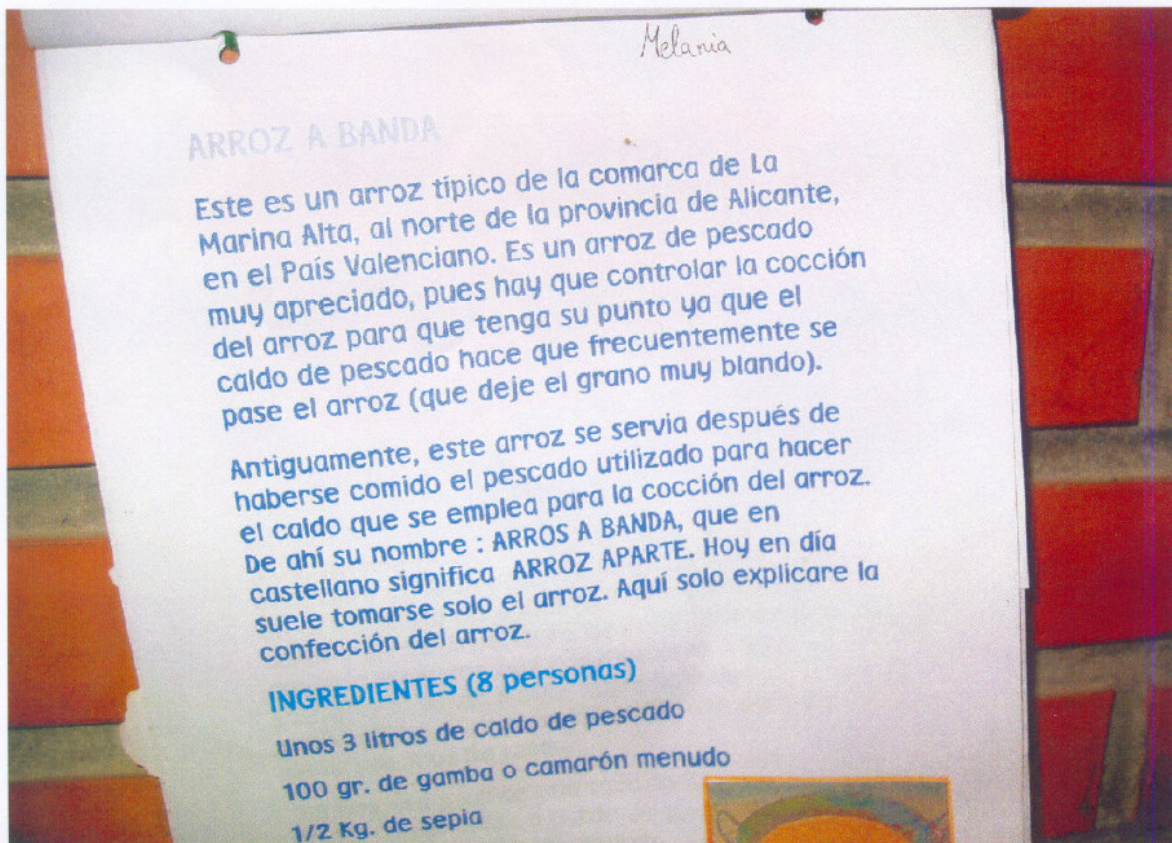 Melania
ARROZ A BANDA
Este es un arroz típico de la comarca de La
Marina Alta, al norte de la provincia de Alicante,
en el País Valenciano. Es un arroz de pescado
muy apreciado, pues hay que controlar la cocción
del arroz para que tenga su punto ya que el
caldo de pescado hace que frecuentemente se
pase el arroz (que deje el grano muy blando).
Antiguamente, este arroz se servia después de
haberse comido el pescado utilizado para hacer
el caldo que se emplea para la cocción del arroz.
De ahí su nombre : ARROS A BANDA, que en
castellano significa ARROZ APARTE. Hoy en día
suele tomarse solo el arroz. Aquí solo explicare la
confección del arroz.
INGREDIENTES (8 personas)
Unos 3 litros de caldo de pescado
100 gr. de gamba o camarón menudo
1/2 Kg. de sepia